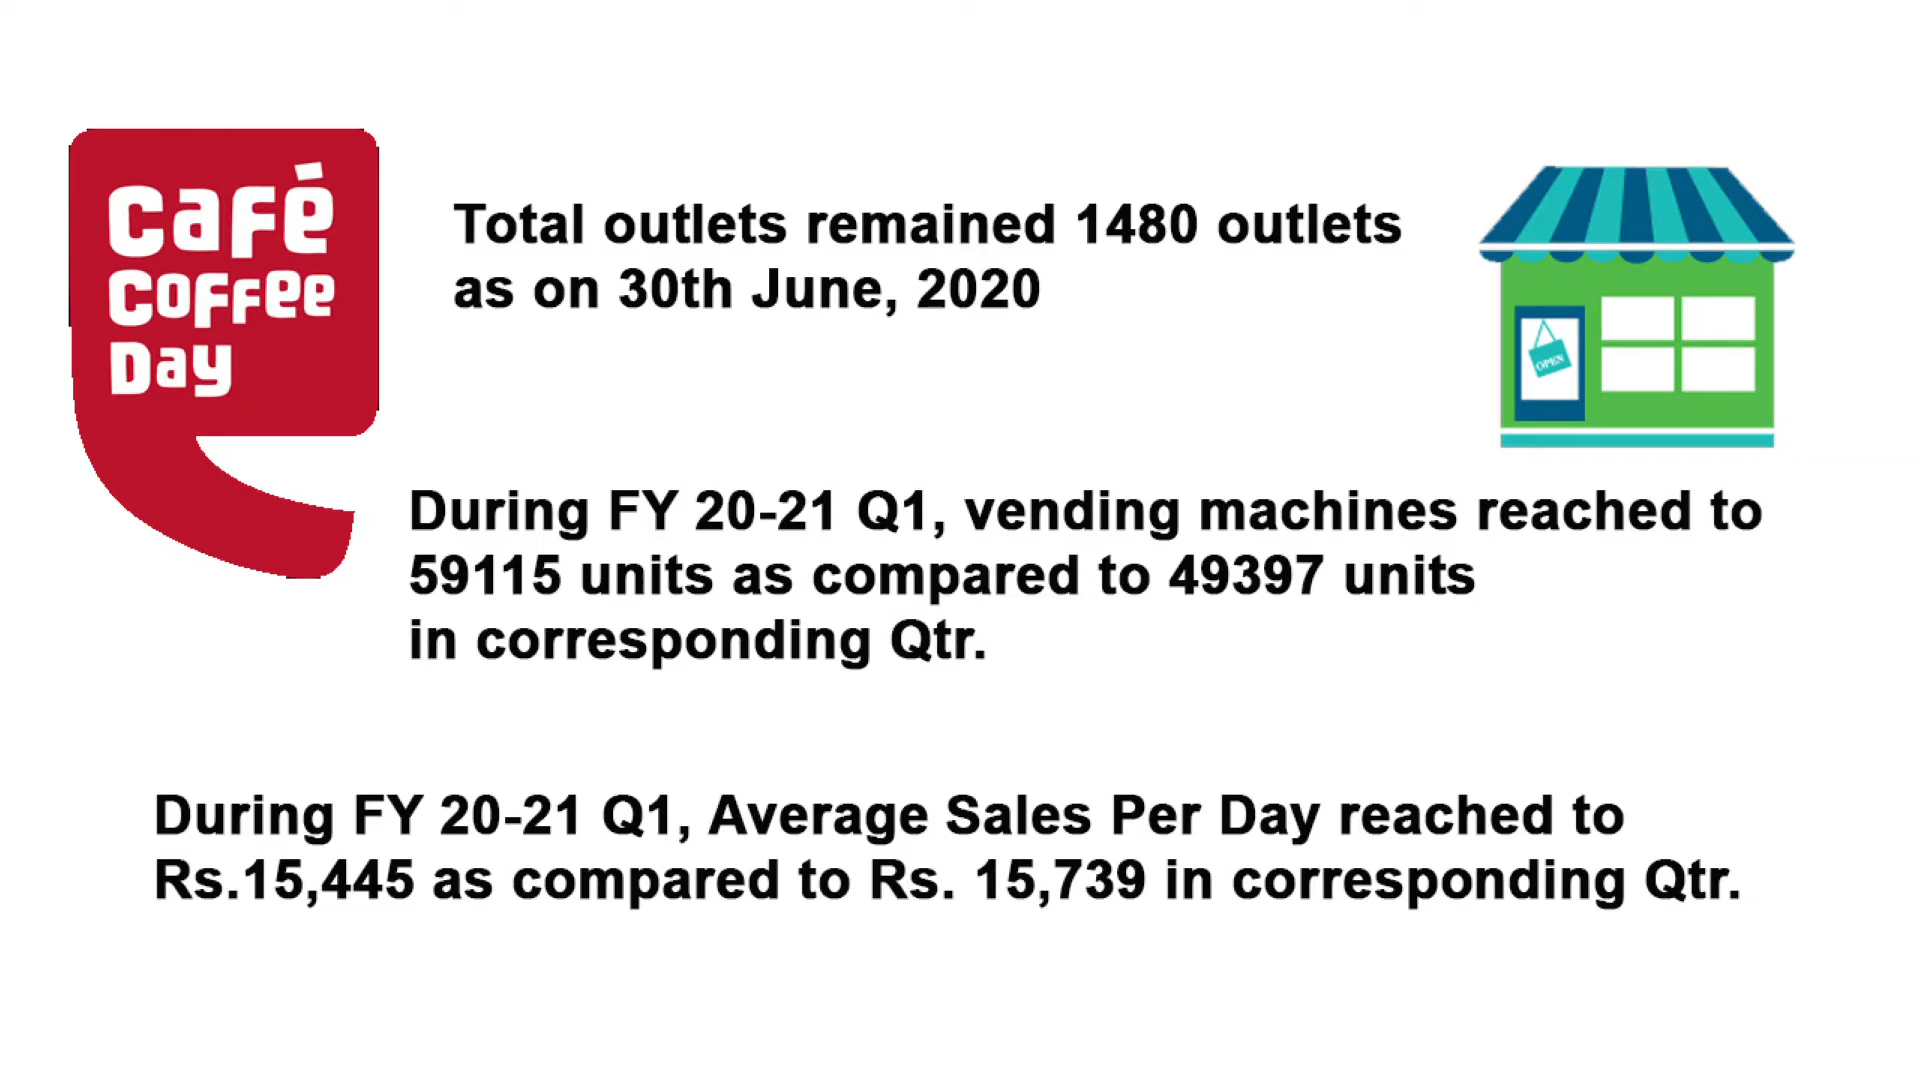 Café
Coffee
Day
Total outlets remained 1480 outlets
as on 30th June, 2020
OPEN
During FY 20-21 Q1, vending machines reached to
59115 units as compared to 49397 units
in corresponding Qtr.
During FY 20-21 Q1, Average Sales Per Day reached to
Rs.15,445 as compared to Rs. 15,739 in corresponding Qtr.